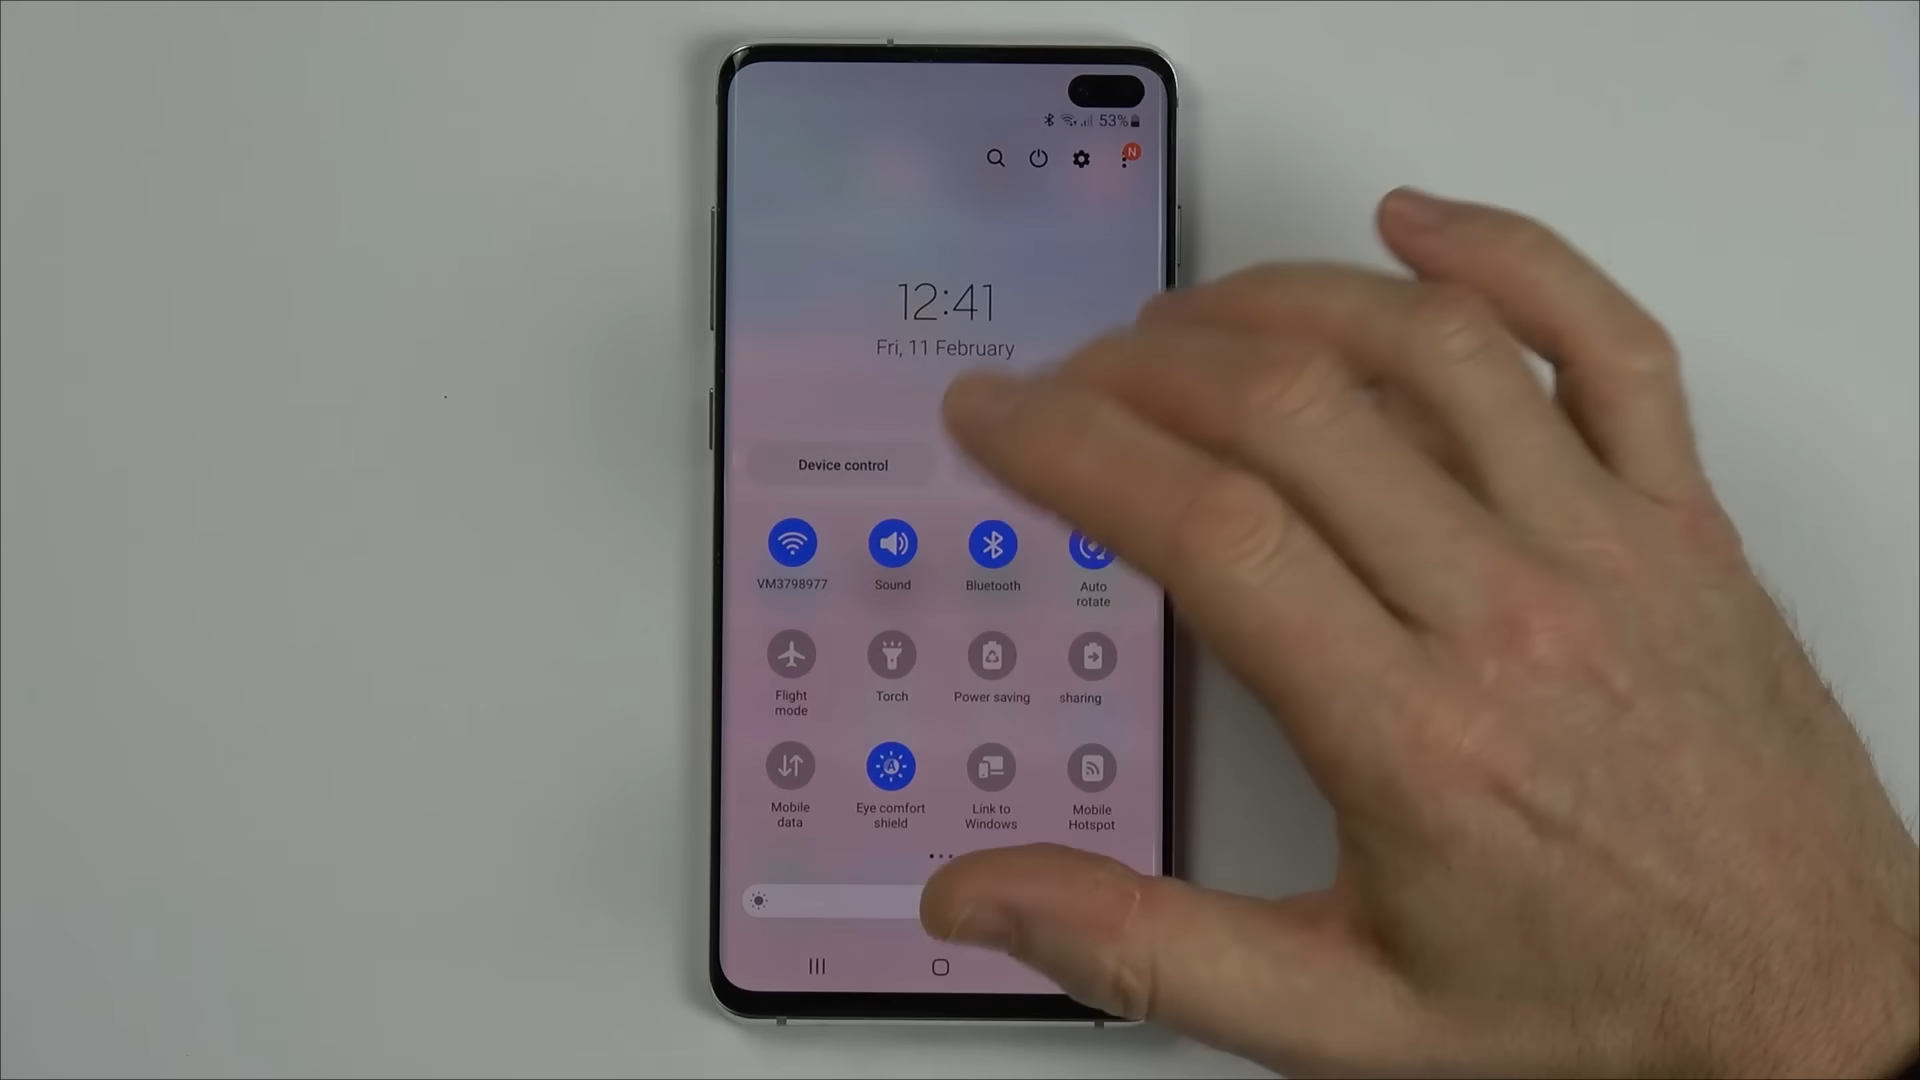 53%
N
12:41
Fri, 11 February
Device control
VM3798977
Sound
Bluetooth
Auto
rotate
Flight
mode
Torch
Power saving
sharing
A
Mobile
data
Eye comfort
shield
Link to
Windows
Mobile
Hotspot